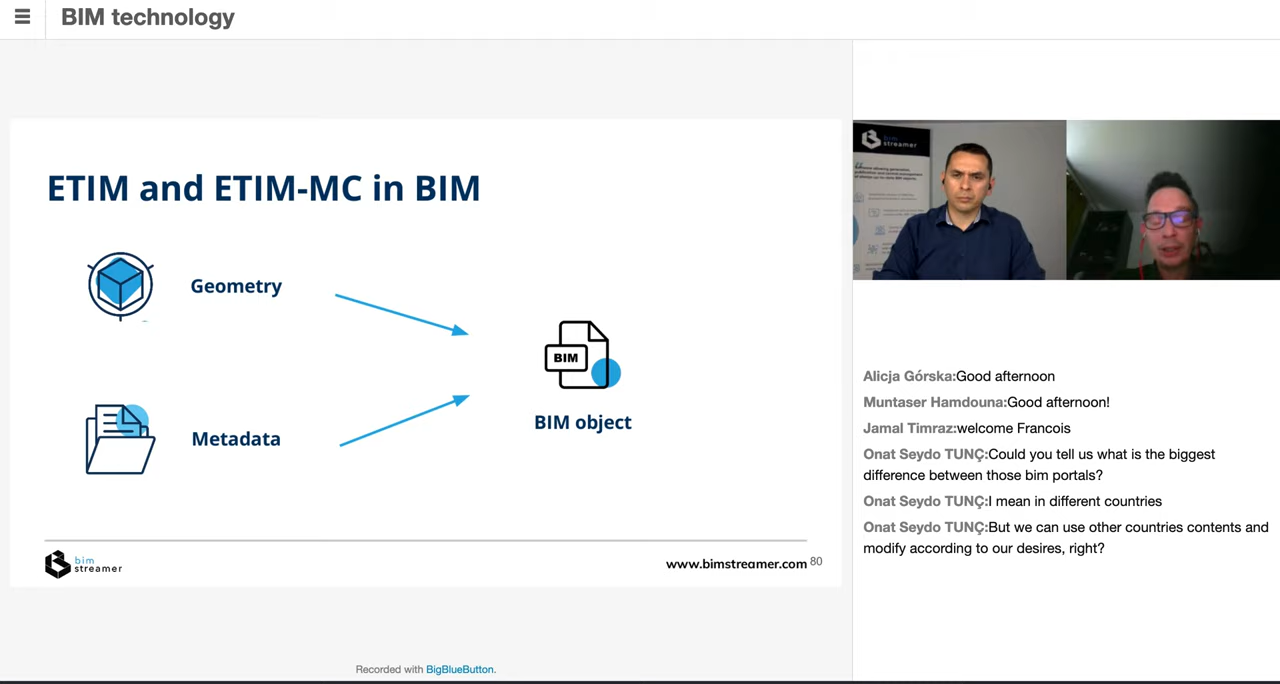 BIM technology
ETIM and ETIM-MC in BIM
Geometry
Metadata
BIM
BIM object
bim
streamer
www.bimstreamer.com 80
Recorded with BigBlueButton.
bim
streamer
Alicja Górska:Good afternoon
Muntaser Hamdouna:Good afternoon!
Jamal Timraz:welcome Francois
Onat Seydo TUNÇ:Could you tell us what is the biggest
difference between those bim portals?
Onat Seydo TUNÇ:I mean in different countries
Onat Seydo TUNÇ:But we can use other countries contents and
modify according to our desires, right?